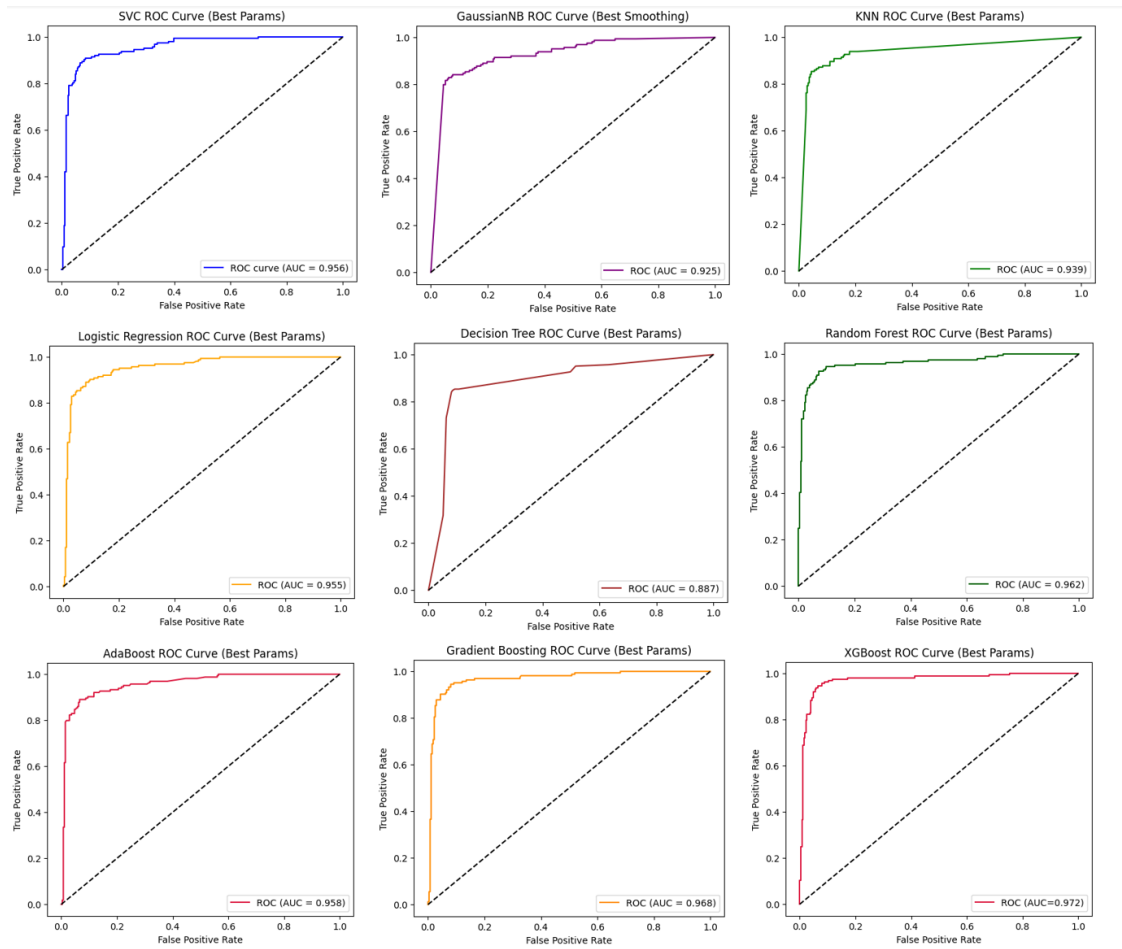 SVC ROC Curve (Best Params)
1.0
0.8
0.6
0.4
0.2
0.0
True Positive Rate
ROC curve (AUC = 0.956)
0.0 0.2 0.4 0.6 0.8 1.0
False Positive Rate
GaussianNB ROC Curve (Best Smoothing)
1.0
0.8
0.6
0.4
0.2
0.0
True Positive Rate
ROC (AUC = 0.925)
0.0 0.2 0.4 0.6 0.8 1.0
False Positive Rate
KNN ROC Curve (Best Params)
1.0
0.8
0.6
0.4
0.2
0.0
True Positive Rate
ROC (AUC = 0.939)
0.0 0.2 0.4 0.6 0.8 1.0
False Positive Rate
Logistic Regression ROC Curve (Best Params)
1.0
0.8
0.6
0.4
0.2
0.0
True Positive Rate
ROC (AUC = 0.955)
0.0 0.2 0.4 0.6 0.8 1.0
False Positive Rate
Decision Tree ROC Curve (Best Params)
1.0
0.8
0.6
0.4
0.2
0.0
True Positive Rate
ROC (AUC = 0.887)
0.0 0.2 0.4 0.6 0.8 1.0
False Positive Rate
Random Forest ROC Curve (Best Params)
1.0
0.8
0.6
0.4
0.2
0.0
True Positive Rate
ROC (AUC = 0.962)
0.0 0.2 0.4 0.6 0.8 1.0
False Positive Rate
AdaBoost ROC Curve (Best Params)
1.0
0.8
0.6
0.4
0.2
0.0
True Positive Rate
ROC (AUC = 0.958)
0.0 0.2 0.4 0.6 0.8 1.0
False Positive Rate
Gradient Boosting ROC Curve (Best Params)
1.0
0.8
0.6
0.4
0.2
0.0
True Positive Rate
ROC (AUC = 0.968)
0.0 0.2 0.4 0.6 0.8 1.0
False Positive Rate
XGBoost ROC Curve (Best Params)
1.0
0.8
0.6
0.4
0.2
0.0
True Positive Rate
ROC (AUC=0.972)
0.0 0.2 0.4 0.6 0.8 1.0
False Positive Rate